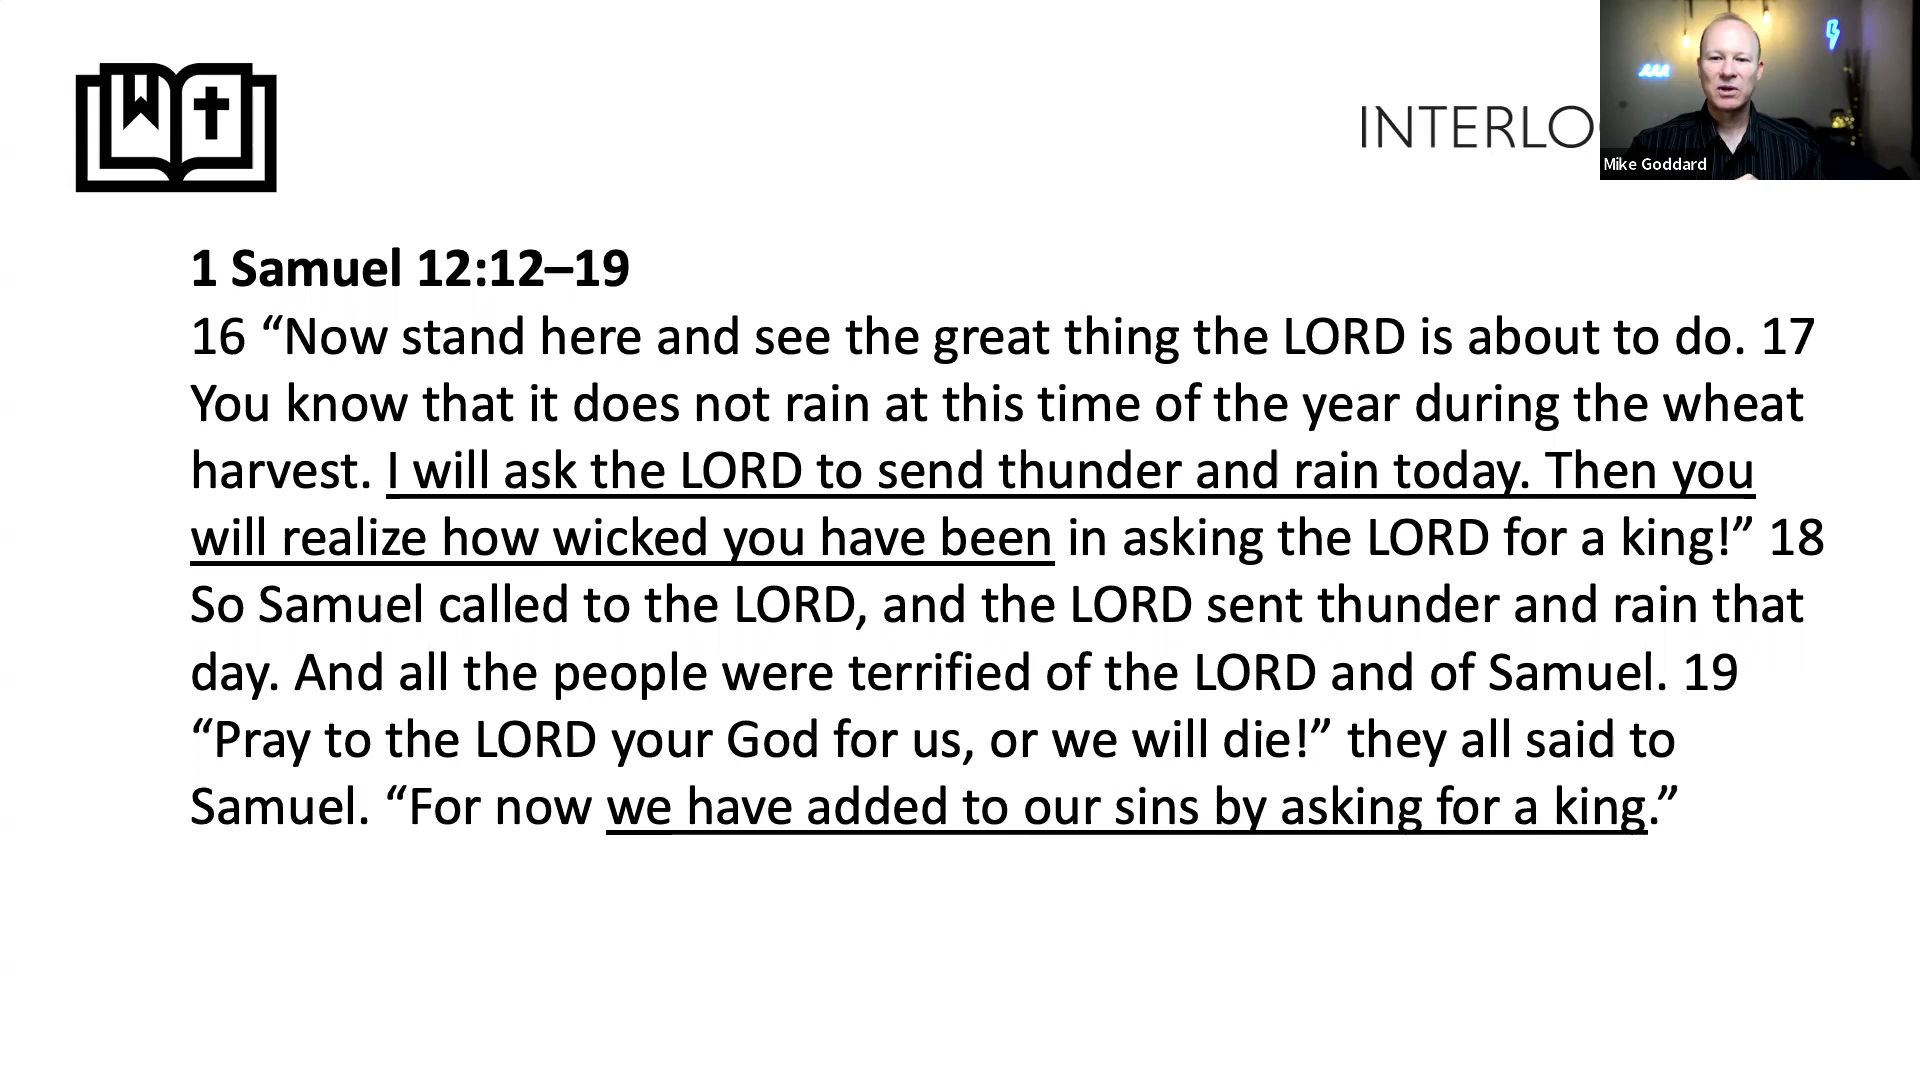 INTERLO
Mike Goddard
1 Samuel 12:12–19
16 “Now stand here and see the great thing the LORD is about to do. 17
You know that it does not rain at this time of the year during the wheat
harvest. I will ask the LORD to send thunder and rain today. Then you
will realize how wicked you have been in asking the LORD for a king!” 18
So Samuel called to the LORD, and the LORD sent thunder and rain that
day. And all the people were terrified of the LORD and of Samuel. 19
“Pray to the LORD your God for us, or we will die!” they all said to
Samuel. “For now we have added to our sins by asking for a king.”